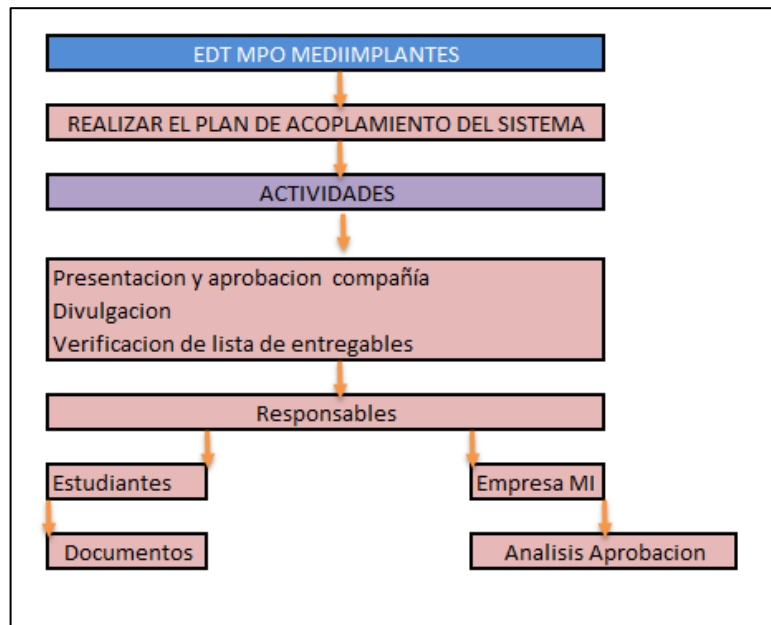 EDT MPO MEDIIMPLANTES
REALIZAR EL PLAN DE ACOPLAMIENTO DEL SISTEMA
ACTIVIDADES
Presentacion y aprobacion compañía
Divulgacion
Verificacion de lista de entregables
Responsables
Estudiantes
Empresa MI
Documentos
Analisis Aprobacion